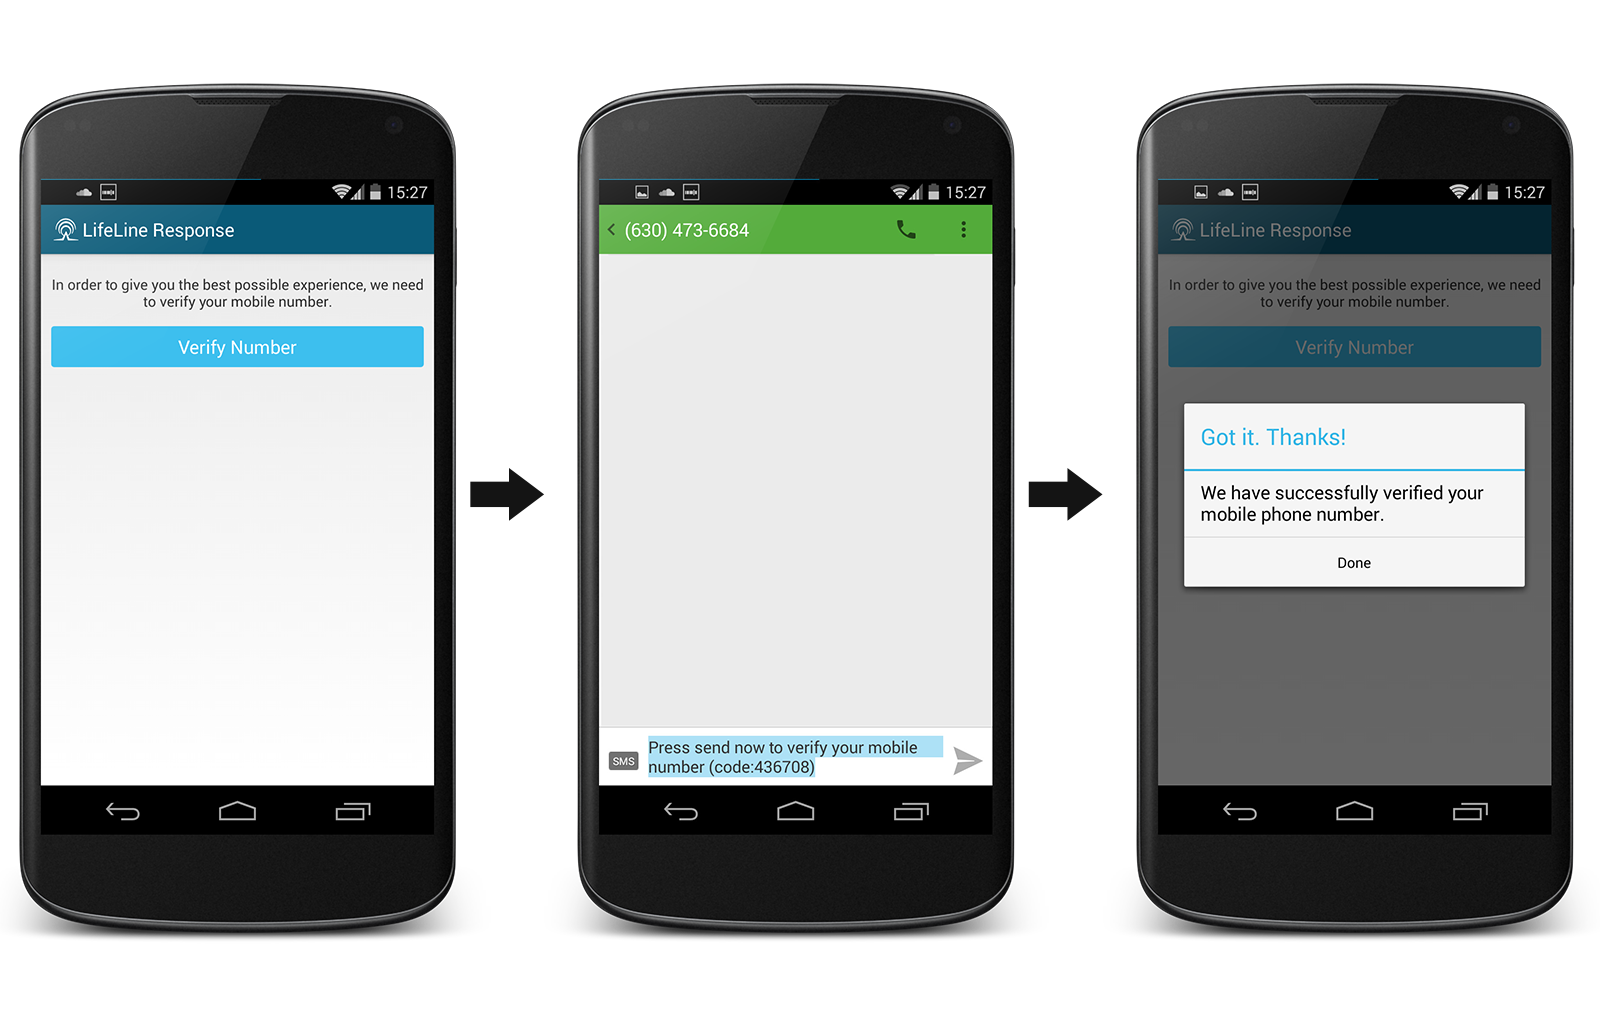 15:27
LifeLine Response
In order to give you the best possible experience, we need
to verify your mobile number.
Verify Number
15:27
(630) 473-6684
SMS
Press send now to verify your mobile
number (code:436708)
15:27
LifeLine Response
In order to give you the best possible experience, we need
to verify your mobile number.
Verify Number
Got it. Thanks!
We have successfully verified your
mobile phone number.
Done